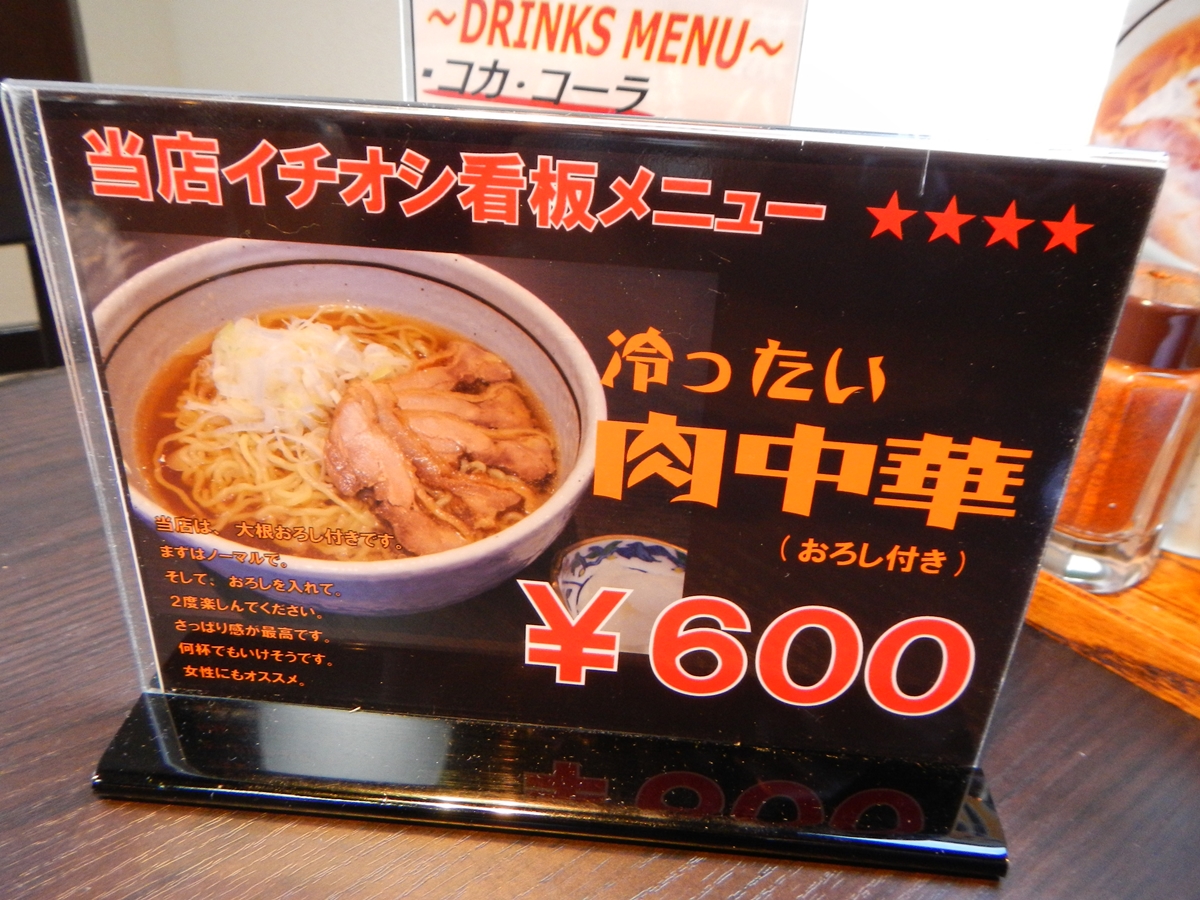 ～DRINKS MENU～
・コカ・コーラ
当店イチオシ看板メニュー ★★★★
冷ったい
肉中華
（おろし付き）
￥600
当店は、大根おろし付きです。
まずはノーマルで。
そして、おろしを入れて。
２度楽しんでください。
さっぱり感が最高です。
何杯でもいけそうです。
女性にもオススメ。